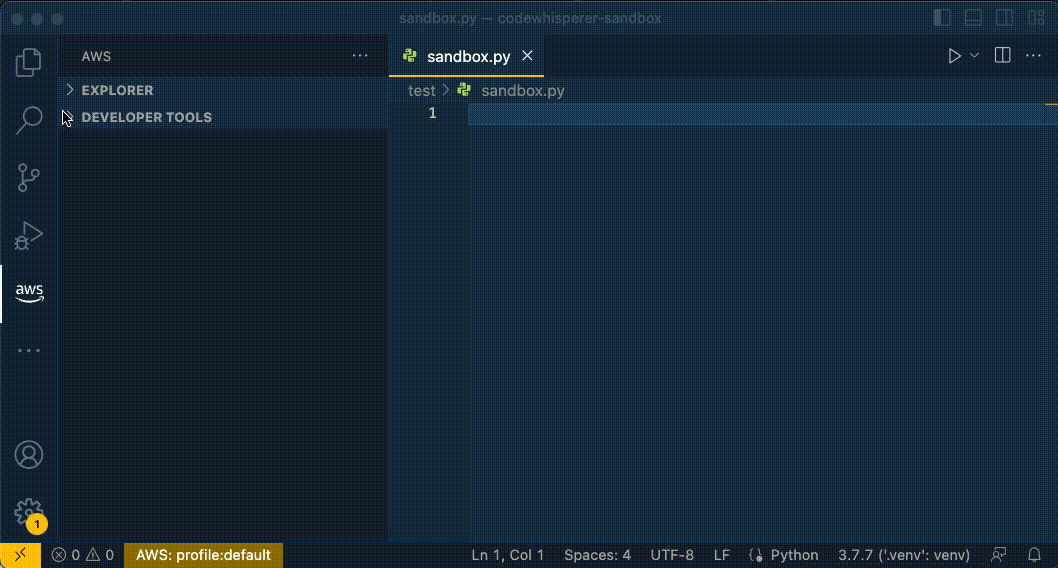 sandbox.py — codewhisperer-sandbox
AWS
sandbox.py
EXPLORER
test > sandbox.py
DEVELOPER TOOLS
1
aws
1
0 0 AWS: profile:default Ln 1, Col 1 Spaces: 4 UTF-8 LF Python 3.7.7 ('.venv': venv)